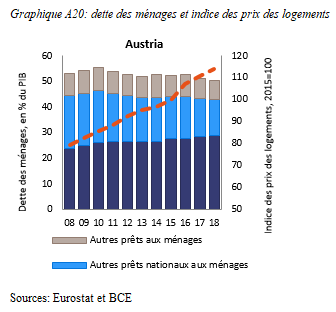 Graphique A20: dette des ménages et indice des prix des logements
Austria
Dette des ménages, en % du PIB
60
50
40
30
20
10
0
120
110
100
90
80
70
60
50
Indice des prix des logements, 2015=100
08 09 10 11 12 13 14 15 16 17 18
Autres prêts aux ménages
Autres prêts nationaux aux ménages
Sources: Eurostat et BCE